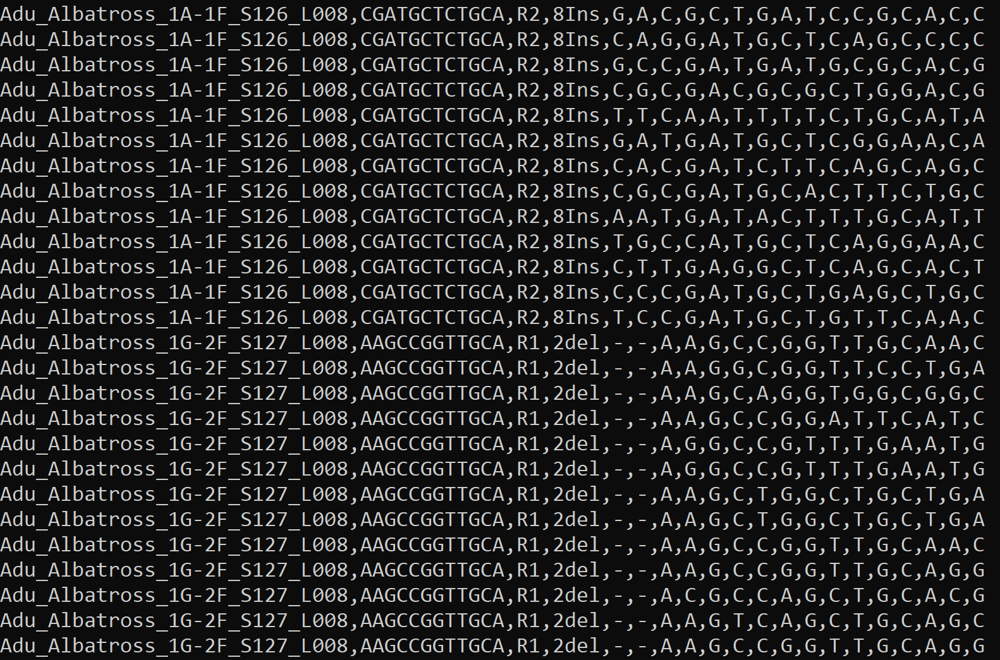 Adu_Albatross_1A-1F_S126_L008,CGATGCTCTGCA,R2,8Ins,G,A,C,G,C,T,G,A,T,C,C,G,C,A,C,C
Adu_Albatross_1A-1F_S126_L008,CGATGCTCTGCA,R2,8Ins,C,A,G,G,A,T,G,C,T,C,A,G,C,C,C,C
Adu_Albatross_1A-1F_S126_L008,CGATGCTCTGCA,R2,8Ins,G,C,C,G,A,T,G,A,T,G,C,G,C,A,C,G
Adu_Albatross_1A-1F_S126_L008,CGATGCTCTGCA,R2,8Ins,C,G,C,G,A,C,G,C,G,C,T,G,G,A,C,G
Adu_Albatross_1A-1F_S126_L008,CGATGCTCTGCA,R2,8Ins,T,T,C,A,A,T,T,T,T,C,T,G,C,A,T,A
Adu_Albatross_1A-1F_S126_L008,CGATGCTCTGCA,R2,8Ins,G,A,T,G,A,T,G,C,T,C,G,G,A,A,C,A
Adu_Albatross_1A-1F_S126_L008,CGATGCTCTGCA,R2,8Ins,C,A,C,G,A,T,C,T,T,C,A,G,C,A,G,C
Adu_Albatross_1A-1F_S126_L008,CGATGCTCTGCA,R2,8Ins,C,G,C,G,A,T,G,C,A,C,T,T,C,T,G,C
Adu_Albatross_1A-1F_S126_L008,CGATGCTCTGCA,R2,8Ins,A,A,T,G,A,T,A,C,T,T,T,G,C,A,T,T
Adu_Albatross_1A-1F_S126_L008,CGATGCTCTGCA,R2,8Ins,T,G,C,C,A,T,G,C,T,C,A,G,G,A,A,C
Adu_Albatross_1A-1F_S126_L008,CGATGCTCTGCA,R2,8Ins,C,T,T,G,A,G,G,C,T,C,A,G,C,A,C,T
Adu_Albatross_1A-1F_S126_L008,CGATGCTCTGCA,R2,8Ins,C,C,C,G,A,T,G,C,T,G,A,G,C,T,G,C
Adu_Albatross_1A-1F_S126_L008,CGATGCTCTGCA,R2,8Ins,T,C,C,G,A,T,G,C,T,G,T,T,C,A,A,C
Adu_Albatross_1G-2F_S127_L008,AAGCCGGTTGCA,R1,2del,-,-,A,A,G,C,C,G,G,T,T,G,C,A,A,C
Adu_Albatross_1G-2F_S127_L008,AAGCCGGTTGCA,R1,2del,-,-,A,A,G,G,C,G,G,T,T,C,C,T,G,A
Adu_Albatross_1G-2F_S127_L008,AAGCCGGTTGCA,R1,2del,-,-,A,A,G,C,A,G,G,T,G,G,C,G,G,C
Adu_Albatross_1G-2F_S127_L008,AAGCCGGTTGCA,R1,2del,-,-,A,A,G,C,C,G,G,A,T,T,C,A,T,C
Adu_Albatross_1G-2F_S127_L008,AAGCCGGTTGCA,R1,2del,-,-,A,G,G,C,C,G,T,T,T,G,A,A,T,G
Adu_Albatross_1G-2F_S127_L008,AAGCCGGTTGCA,R1,2del,-,-,A,G,G,C,C,G,T,T,T,G,A,A,T,G
Adu_Albatross_1G-2F_S127_L008,AAGCCGGTTGCA,R1,2del,-,-,A,A,G,C,T,G,G,C,T,G,C,T,G,A
Adu_Albatross_1G-2F_S127_L008,AAGCCGGTTGCA,R1,2del,-,-,A,A,G,C,T,G,G,C,T,G,C,T,G,A
Adu_Albatross_1G-2F_S127_L008,AAGCCGGTTGCA,R1,2del,-,-,A,A,G,C,C,G,G,T,T,G,C,A,A,C
Adu_Albatross_1G-2F_S127_L008,AAGCCGGTTGCA,R1,2del,-,-,A,A,G,C,C,G,G,T,T,G,C,A,G,G
Adu_Albatross_1G-2F_S127_L008,AAGCCGGTTGCA,R1,2del,-,-,A,C,G,C,C,A,G,C,T,G,C,A,C,G
Adu_Albatross_1G-2F_S127_L008,AAGCCGGTTGCA,R1,2del,-,-,A,A,G,T,C,A,G,C,T,G,C,A,G,C
Adu_Albatross_1G-2F_S127_L008,AAGCCGGTTGCA,R1,2del,-,-,A,A,G,C,C,G,G,T,T,G,C,A,G,G